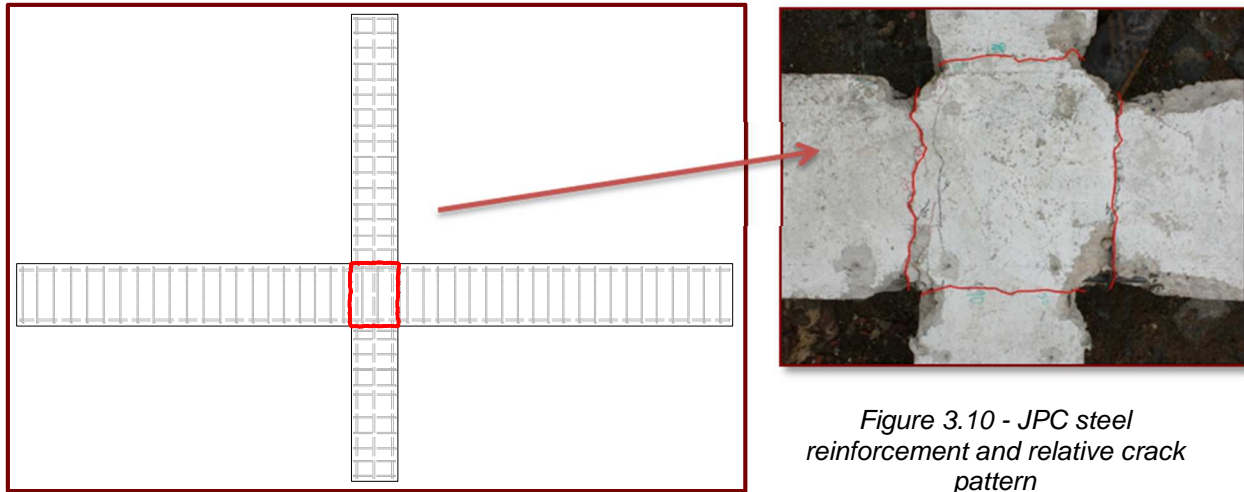 Figure 3.10 - JPC steel
reinforcement and relative crack
pattern